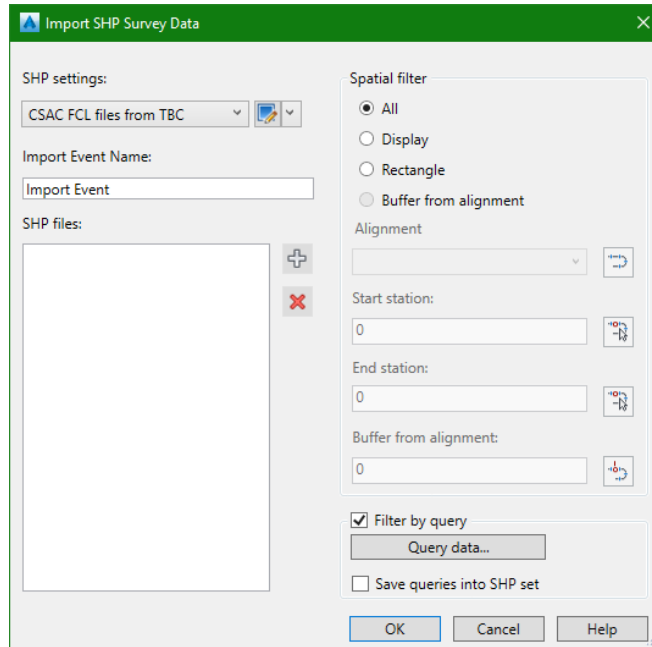 Import SHP Survey Data
SHP settings:
CSAC FCL files from TBC
Import Event Name:
Import Event
SHP files:
Spatial filter
All
Display
Rectangle
Buffer from alignment
Alignment
Start station:
0
End station:
0
Buffer from alignment:
0
Filter by query
Query data...
Save queries into SHP set
OK
Cancel
Help